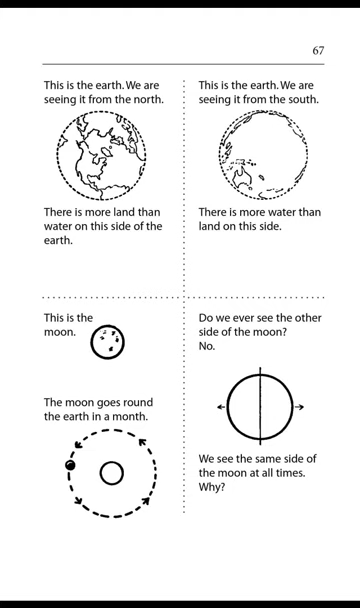 67
This is the earth. We are
seeing it from the north.
There is more land than
water on this side of the
earth.
This is the earth. We are
seeing it from the south.
There is more water than
land on this side.
This is the
moon.
The moon goes round
the earth in a month.
Do we ever see the other
side of the moon?
No.
We see the same side of
the moon at all times.
Why?